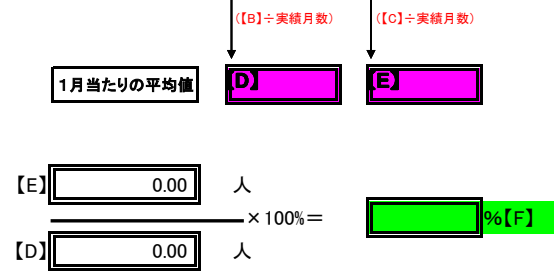 (【B】÷実績月数) (【C】÷実績月数)
1月当たりの平均値 【D】 【E】
【E】 0.00 人
×100%＝ %【F】
【D】 0.00 人